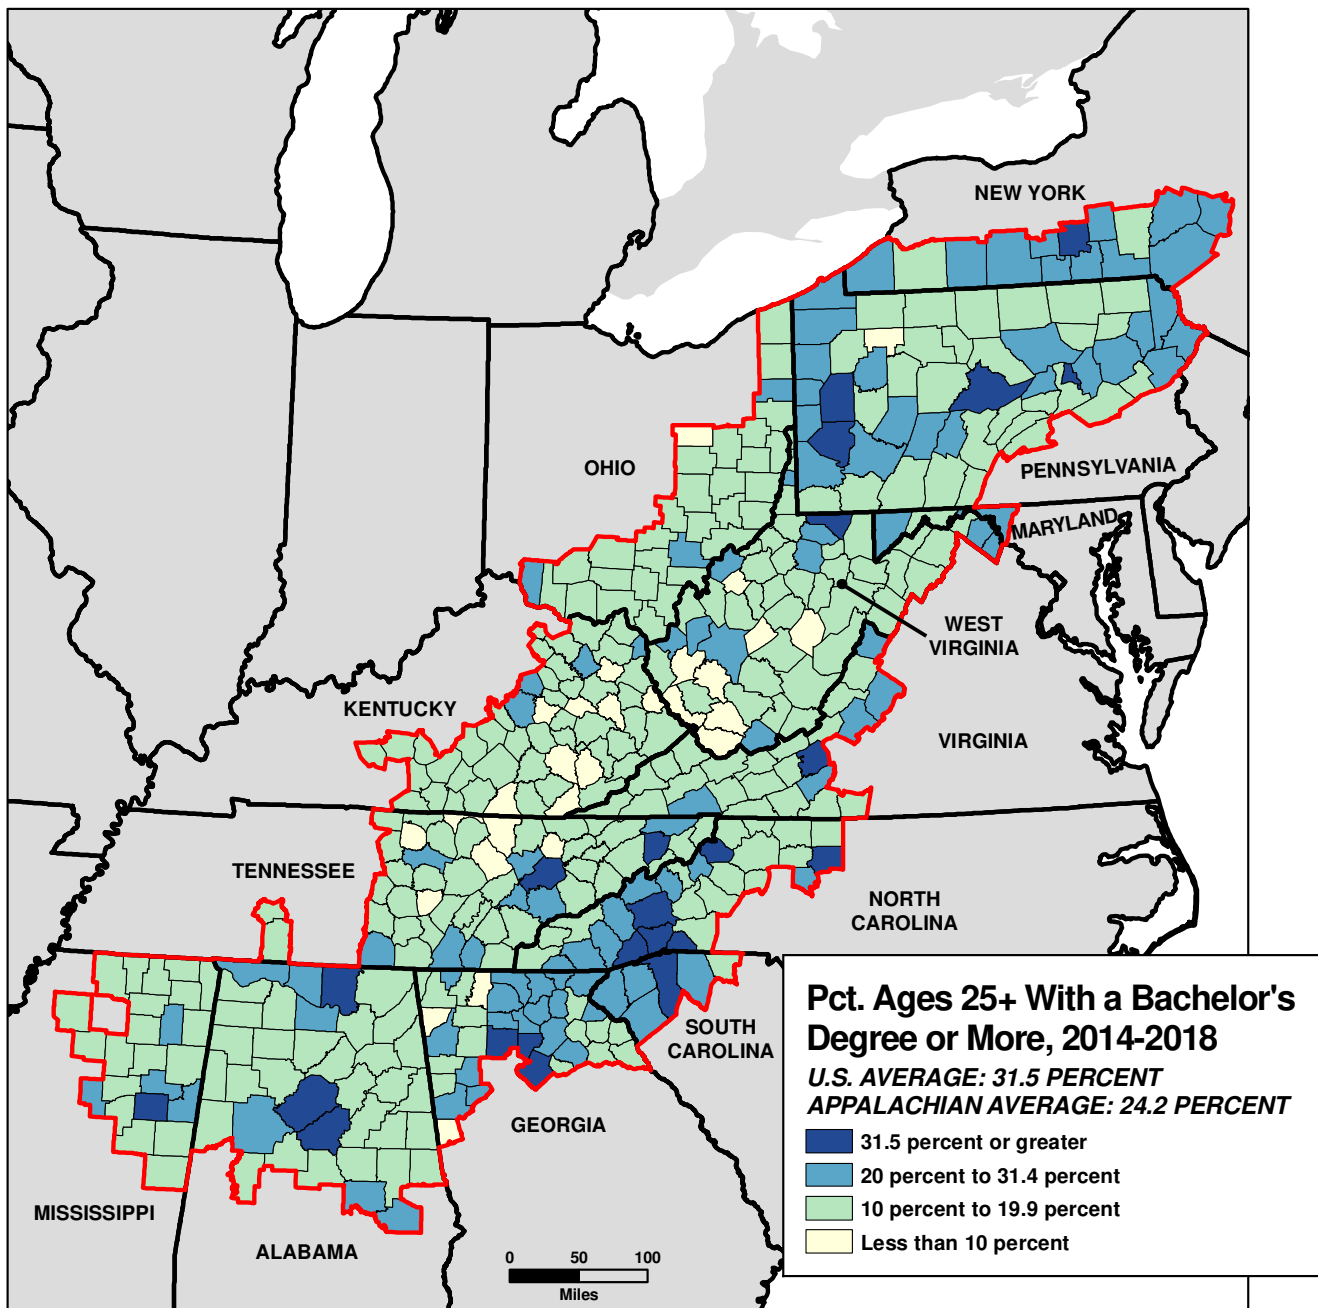 NEW YORK
OHIO
PENNSYLVANIA
MARYLAND
WEST
VIRGINIA
KENTUCKY
VIRGINIA
TENNESSEE
NORTH
CAROLINA
SOUTH
CAROLINA
GEORGIA
MISSISSIPPI
ALABAMA
0 50 100
Miles
Pct. Ages 25+ With a Bachelor's
Degree or More, 2014-2018
U.S. AVERAGE: 31.5 PERCENT
APPALACHIAN AVERAGE: 24.2 PERCENT
31.5 percent or greater
20 percent to 31.4 percent
10 percent to 19.9 percent
Less than 10 percent